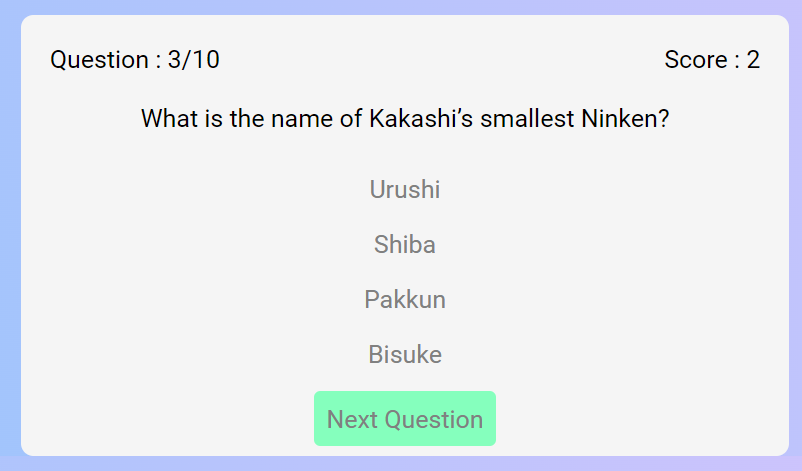 Question : 3/10
Score : 2
What is the name of Kakashi’s smallest Ninken?
Urushi
Shiba
Pakkun
Bisuke
Next Question